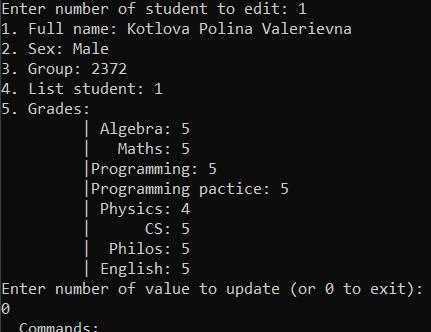 Enter number of student to edit: 1
1. Full name: Kotlova Polina Valerievna
2. Sex: Male
3. Group: 2372
4. List student: 1
5. Grades:
| Algebra: 5
| Maths: 5
|Programming: 5
|Programming pactice: 5
| Physics: 4
| CS: 5
| Philos: 5
| English: 5
Enter number of value to update (or 0 to exit):
0
Commands: